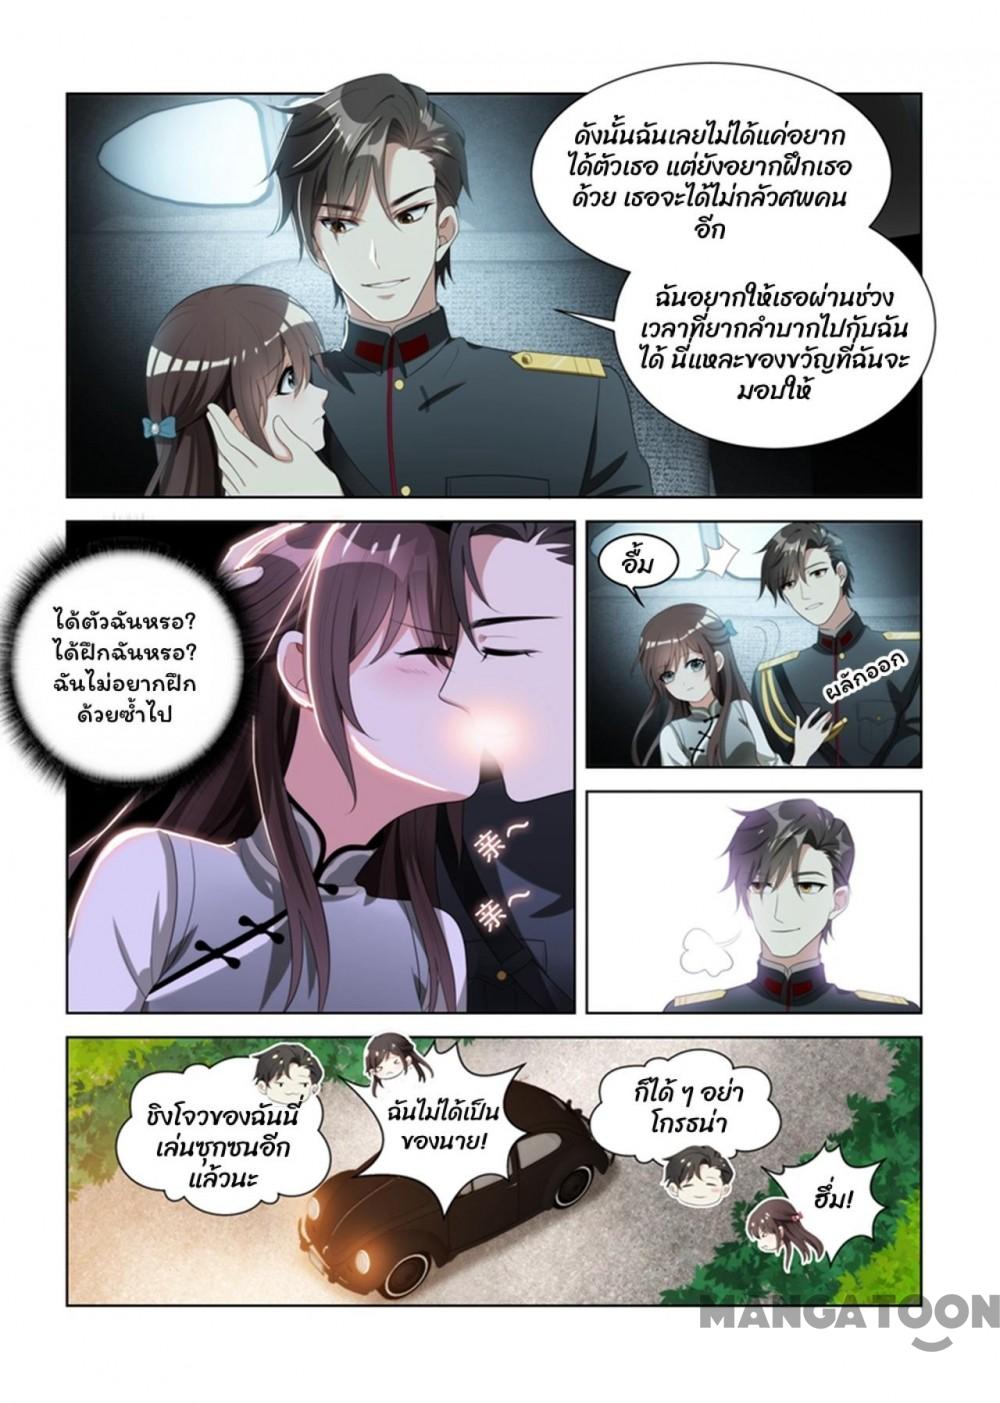 ดังนั้นฉันเลยไม่ได้แค่อยาก
ได้ตัวเธอ แต่ยังอยากฝึกเธอ
ด้วย เธอจะได้ไม่กลัวศพคน
อีก
ฉันอยากให้เธอผ่านช่วง
เวลาที่ยากลำบากไปกับฉัน
ได้ นี่แหละของขวัญที่ฉันจะ
มอบให้
ได้ตัวฉันหรอ?
ได้ฝึกฉันหรอ?
ฉันไม่อยากฝึก
ด้วยซ้ำไป
亲～
亲～
อื้ม
ผลักออก
ชิงโจวของฉันนี่
เล่นซุกซนอีก
แล้วนะ
ฉันไม่ได้เป็น
ของนาย!
ก็ได้ ๆ อย่า
โกรธน่า
ฮึ่ม!
MANGATOON